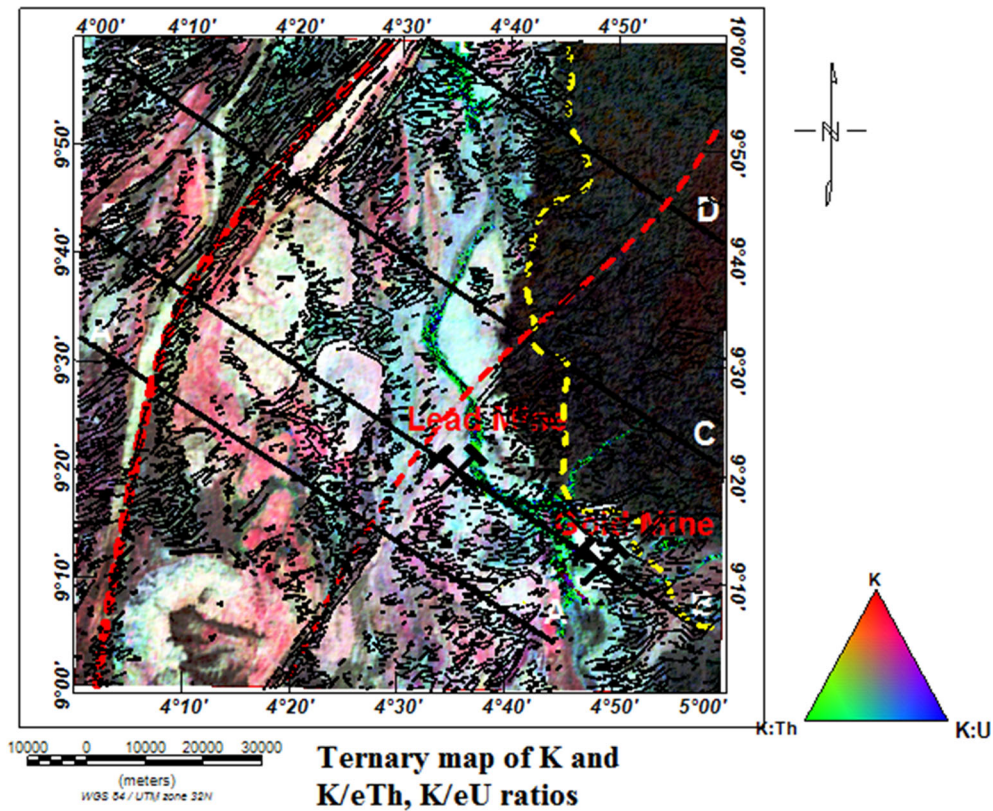 4°00' 4°10' 4°20' 4°30' 4°40' 4°50' 10°00'
9°50' 9°50'
D
9°40' 9°40'
9°30' 9°30'
Lead Mine
C
9°20' 9°20'
Gold Mine
9°10' 9°10'
A B
9°00'
4°10' 4°20' 4°30' 4°40' 4°50' 5°00'
N
K
K:Th K:U
10000 0 10000 20000 30000
(meters)
WGS 84 / UTM zone 32N
Ternary map of K and
K/eTh, K/eU ratios